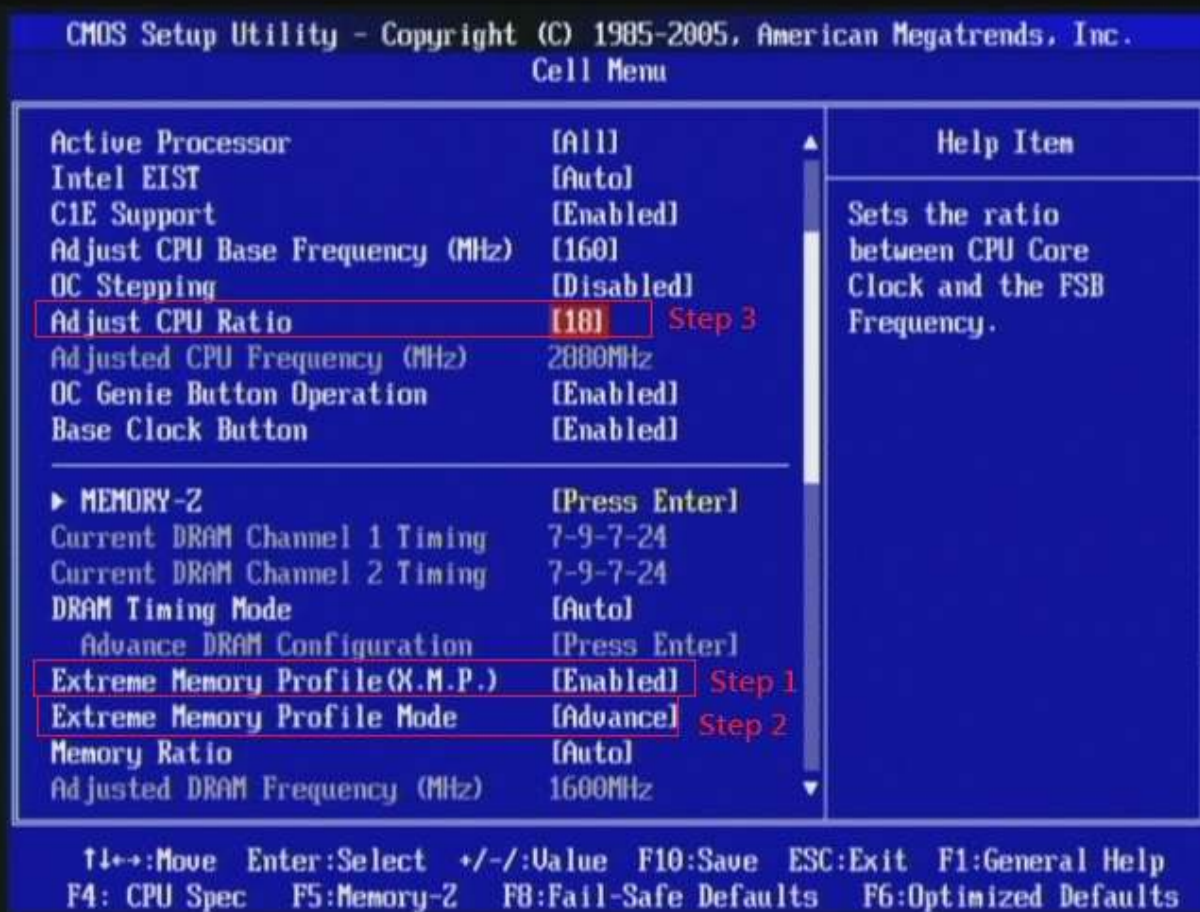 CMOS Setup Utility - Copyright (C) 1985-2005, American Megatrends, Inc.
Cell Menu
Active Processor [All]
Intel EIST [Auto]
C1E Support [Enabled]
Adjust CPU Base Frequency (MHz) [160]
OC Stepping [Disabled]
Adjust CPU Ratio [18] Step 3
Adjusted CPU Frequency (MHz) 2880MHz
OC Genie Button Operation [Enabled]
Base Clock Button [Enabled]
▶ MEMORY-Z [Press Enter]
Current DRAM Channel 1 Timing 7-9-7-24
Current DRAM Channel 2 Timing 7-9-7-24
DRAM Timing Mode [Auto]
Advance DRAM Configuration [Press Enter]
Extreme Memory Profile(X.M.P.) [Enabled] Step 1
Extreme Memory Profile Mode [Advance] Step 2
Memory Ratio [Auto]
Adjusted DRAM Frequency (MHz) 1600MHz
Help Item
Sets the ratio
between CPU Core
Clock and the FSB
Frequency.
↑↓←→:Move Enter:Select +/-/:Value F10:Save ESC:Exit F1:General Help
F4: CPU Spec F5:Memory-Z F8:Fail-Safe Defaults F6:Optimized Defaults